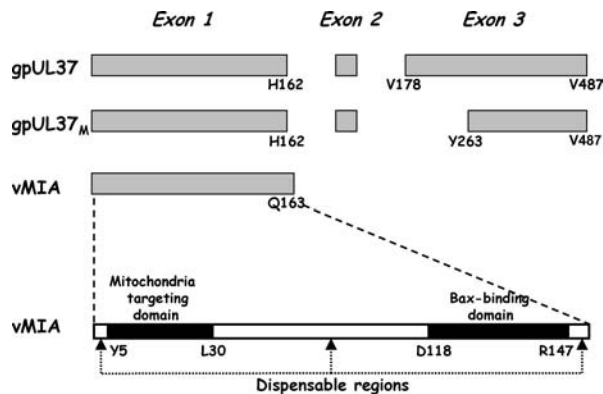 Exon 1 Exon 2 Exon 3
gpUL37
H162 V178 V487
gpUL37M
H162 Y263 V487
vMIA
Q163
Mitochondria
targeting
domain
Bax-binding
domain
vMIA
Y5 L30 D118 R147
Dispensable regions